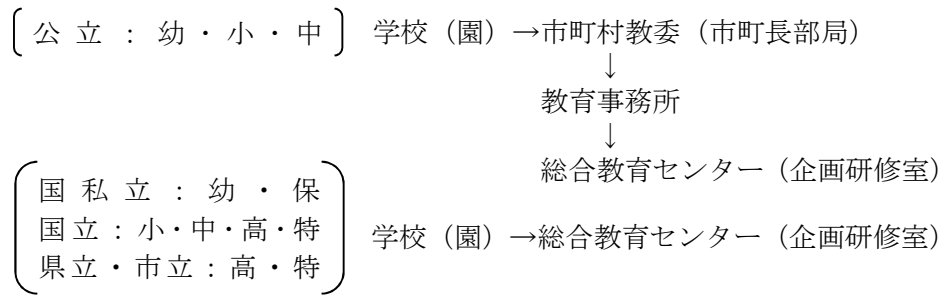 公立：幼・小・中 学校（園）→市町村教委（市町長部局）
↓
教育事務所
↓
総合教育センター（企画研修室）
国私立：幼・保
国立：小・中・高・特 学校（園）→総合教育センター（企画研修室）
県立・市立：高・特